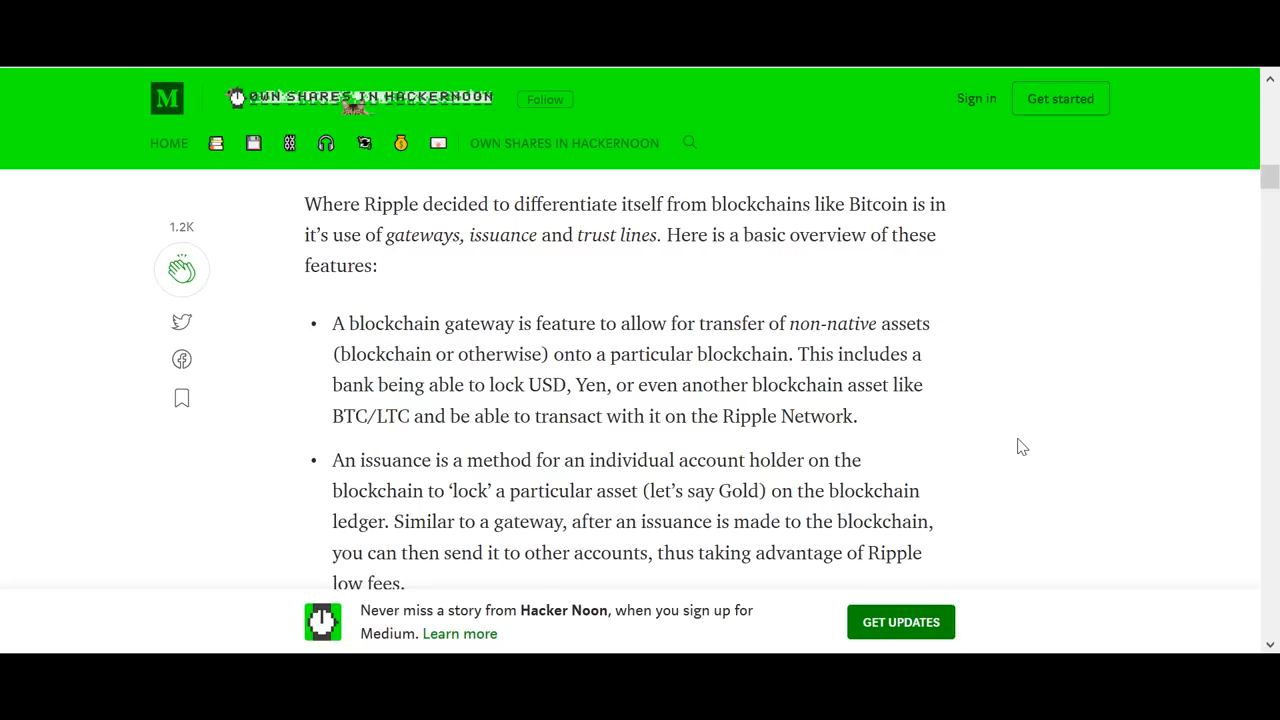 M
OWN SHARES IN HACKERNOON
Follow
Sign in
Get started
HOME
OWN SHARES IN HACKERNOON
1.2K
Where Ripple decided to differentiate itself from blockchains like Bitcoin is in
it’s use of gateways, issuance and trust lines. Here is a basic overview of these
features:
• A blockchain gateway is feature to allow for transfer of non-native assets
(blockchain or otherwise) onto a particular blockchain. This includes a
bank being able to lock USD, Yen, or even another blockchain asset like
BTC/LTC and be able to transact with it on the Ripple Network.
• An issuance is a method for an individual account holder on the
blockchain to ‘lock’ a particular asset (let’s say Gold) on the blockchain
ledger. Similar to a gateway, after an issuance is made to the blockchain,
you can then send it to other accounts, thus taking advantage of Ripple
low fees.
Never miss a story from Hacker Noon, when you sign up for
Medium. Learn more
GET UPDATES